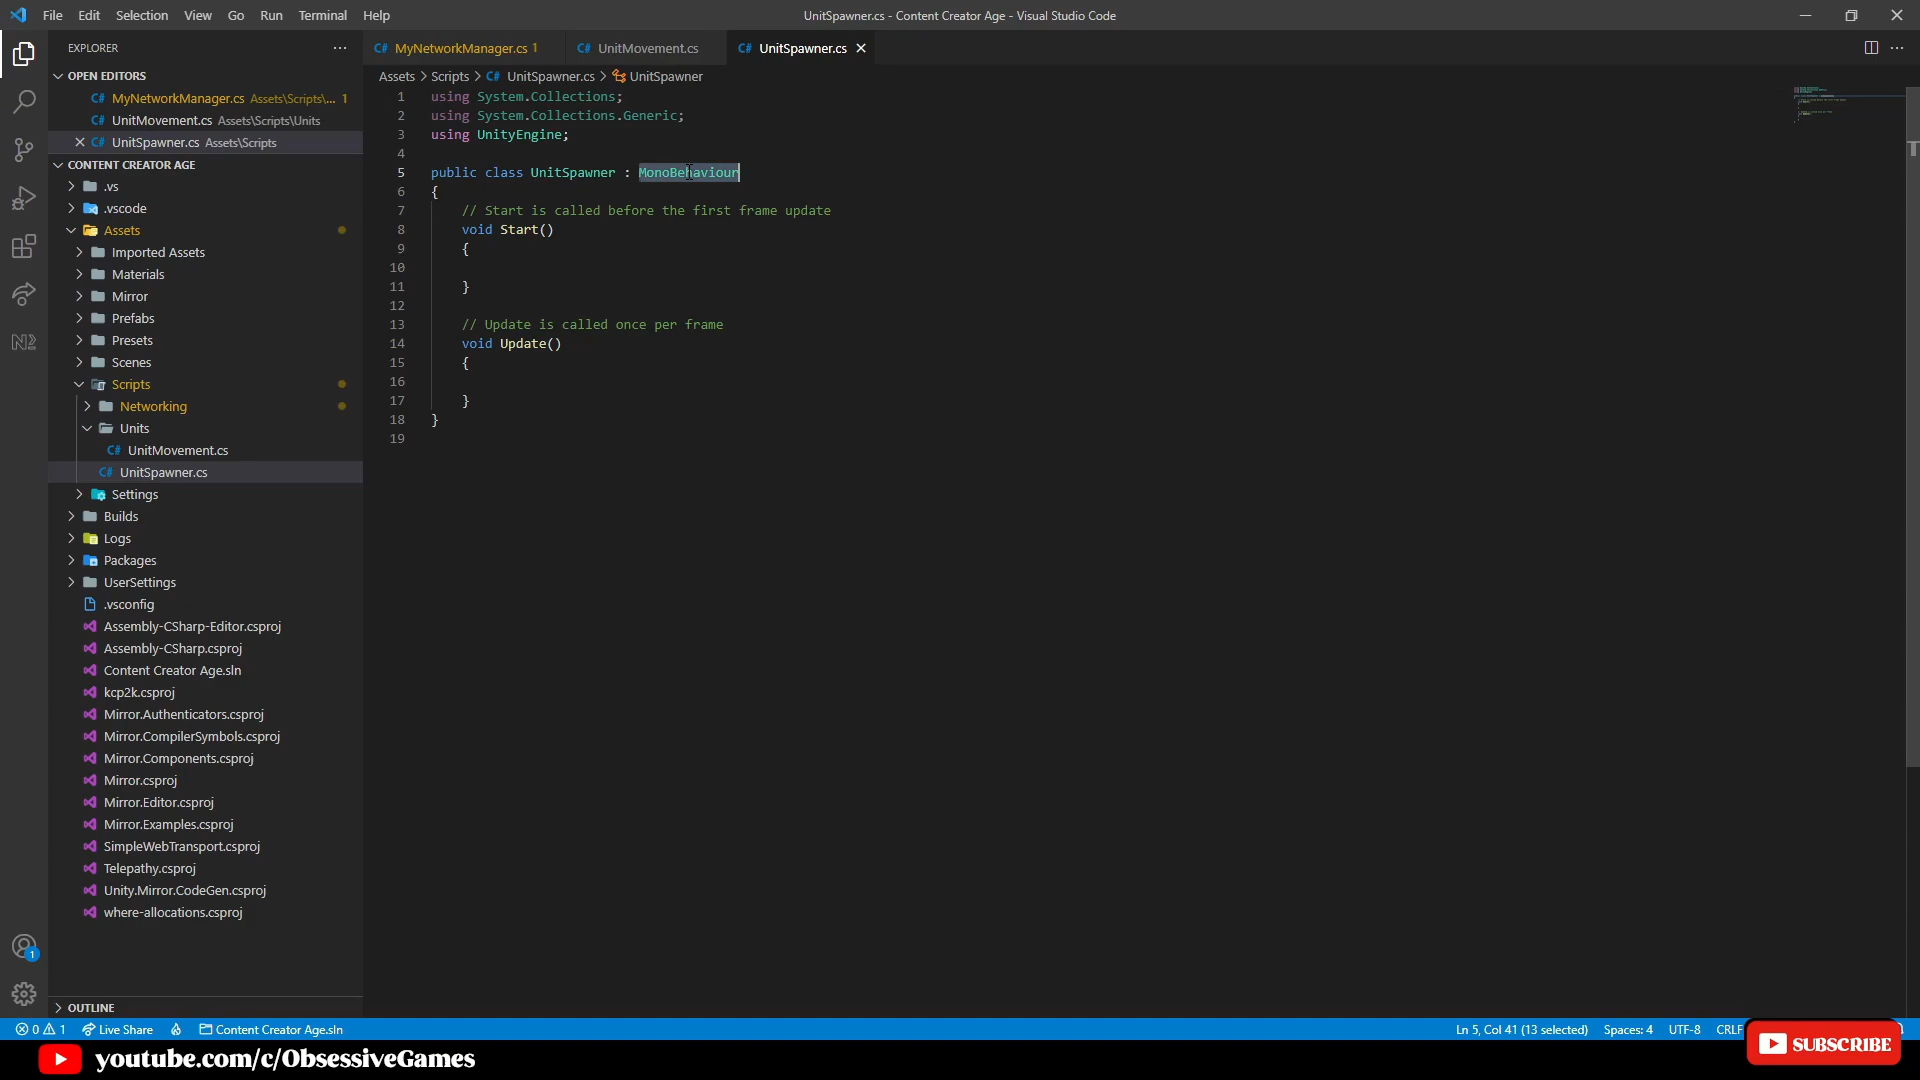 File Edit Selection View Go Run Terminal Help
UnitSpawner.cs - Content Creator Age - Visual Studio Code
EXPLORER
MyNetworkManager.cs 1
UnitMovement.cs
UnitSpawner.cs
OPEN EDITORS
MyNetworkManager.cs Assets\Scripts\... 1
UnitMovement.cs Assets\Scripts\Units
UnitSpawner.cs Assets\Scripts
CONTENT CREATOR AGE
.vs
.vscode
Assets
Imported Assets
Materials
Mirror
Prefabs
Presets
Scenes
Scripts
Networking
Units
UnitMovement.cs
UnitSpawner.cs
Settings
Builds
Logs
Packages
UserSettings
.vsconfig
Assembly-CSharp-Editor.csproj
Assembly-CSharp.csproj
Content Creator Age.sln
kcp2k.csproj
Mirror.Authenticators.csproj
Mirror.CompilerSymbols.csproj
Mirror.Components.csproj
Mirror.csproj
Mirror.Editor.csproj
Mirror.Examples.csproj
SimpleWebTransport.csproj
Telepathy.csproj
Unity.Mirror.CodeGen.csproj
where-allocations.csproj
OUTLINE
Assets > Scripts > C# UnitSpawner.cs > UnitSpawner
1 using System.Collections;
2 using System.Collections.Generic;
3 using UnityEngine;
4
5 public class UnitSpawner : MonoBehaviour
6 {
7 // Start is called before the first frame update
8 void Start()
9 {
10
11 }
12
13 // Update is called once per frame
14 void Update()
15 {
16
17 }
18 }
19
0 1 Live Share Content Creator Age.sln
Ln 5, Col 41 (13 selected) Spaces: 4 UTF-8 CRLF
youtube.com/c/ObsessiveGames
SUBSCRIBE